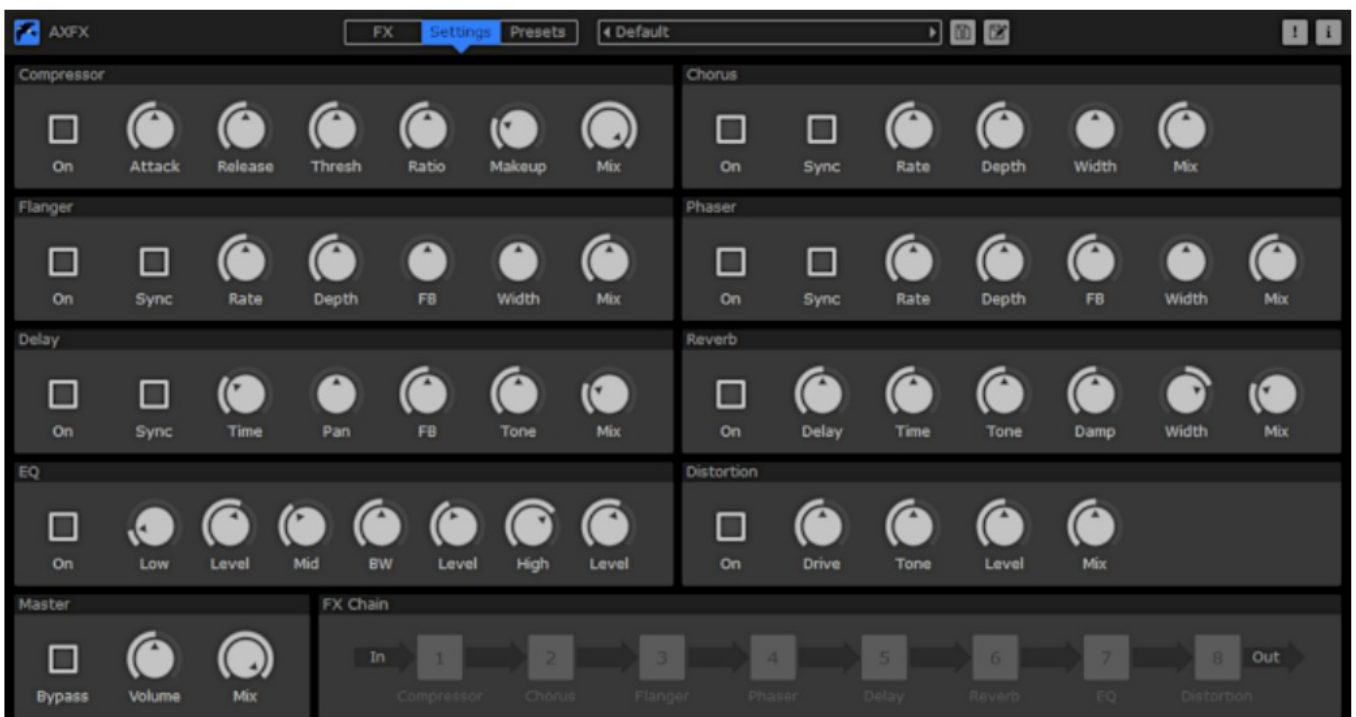 AXFX FX Settings Presets Default ! i
Compressor Chorus
On Attack Release Thresh Ratio Makeup Mix On Sync Rate Depth Width Mix
Flanger Phaser
On Sync Rate Depth FB Width Mix On Sync Rate Depth FB Width Mix
Delay Reverb
On Sync Time Pan FB Tone Mix On Delay Time Tone Damp Width Mix
EQ Distortion
On Low Level Mid BW Level High Level On Drive Tone Level Mix
Master FX Chain
In 1 2 3 4 5 6 7 8 Out
Bypass Volume Mix Compressor Chorus Flanger Phaser Delay Reverb EQ Distortion